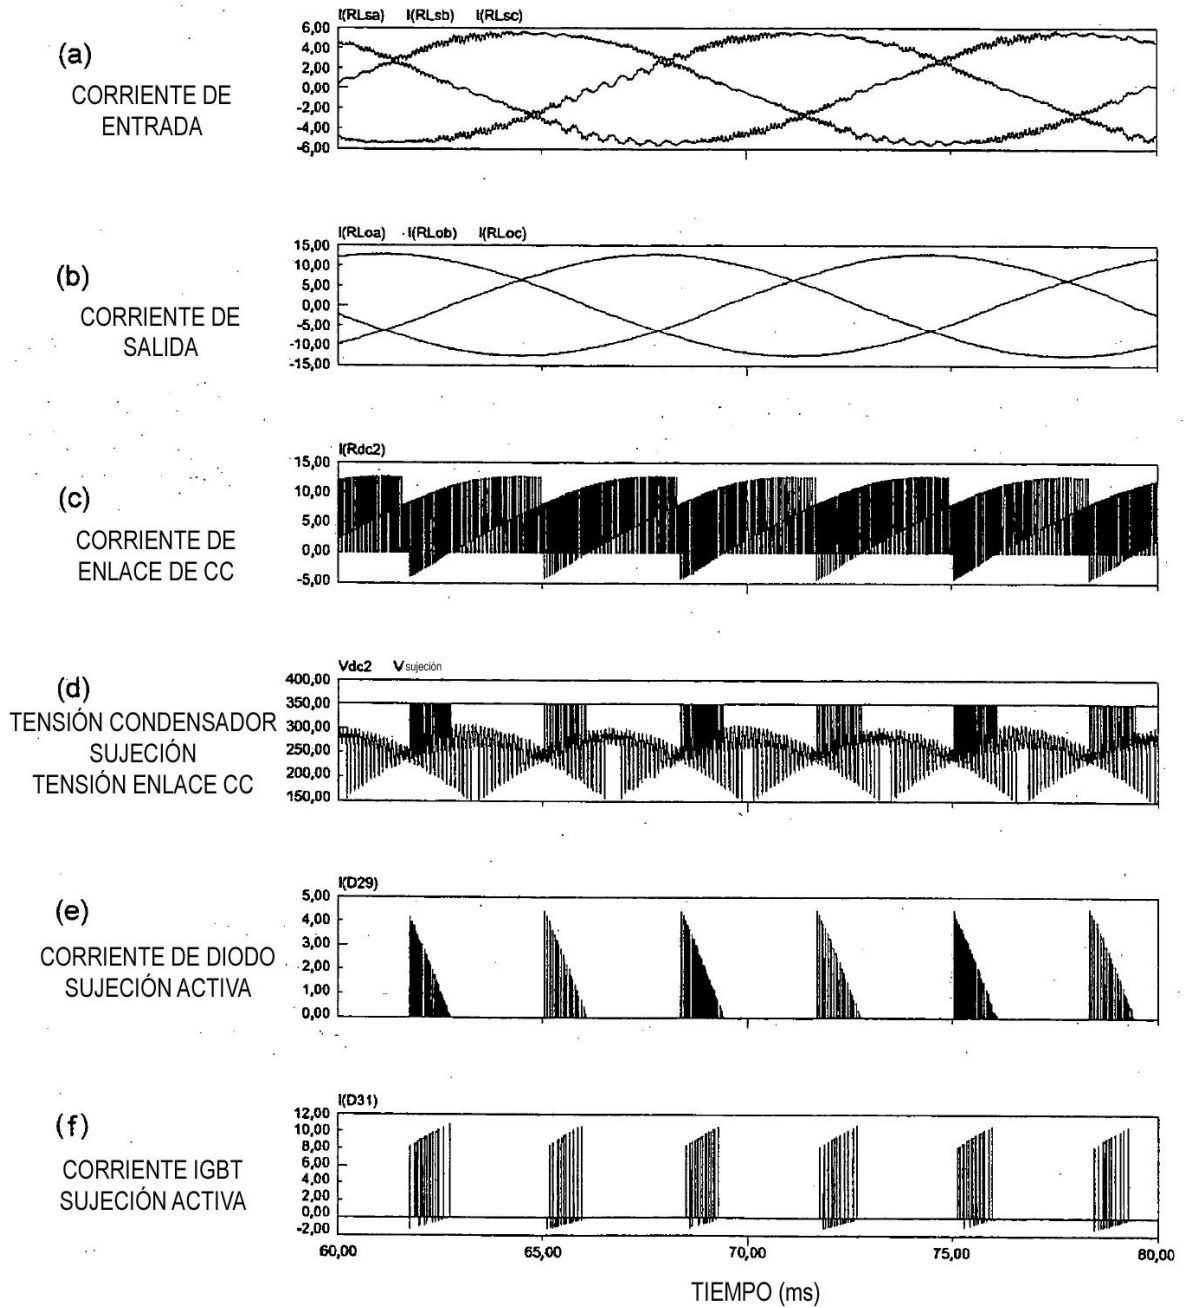 I(RLsa) I(RLsb) I(RLsc)
(a)
CORRIENTE DE
ENTRADA
6,00
4,00
2,00
0,00
-2,00
-4,00
-6,00
I(RLoa) I(RLob) I(RLoc)
(b)
CORRIENTE DE
SALIDA
15,00
10,00
5,00
0,00
-5,00
-10,00
-15,00
I(Rdc2)
(c)
CORRIENTE DE
ENLACE DE CC
15,00
10,00
5,00
0,00
-5,00
Vdc2 V sujeción
(d)
TENSIÓN CONDENSADOR
SUJECIÓN
TENSIÓN ENLACE CC
400,00
350,00
300,00
250,00
200,00
150,00
I(D29)
(e)
CORRIENTE DE DIODO
SUJECIÓN ACTIVA
5,00
4,00
3,00
2,00
1,00
0,00
I(D31)
(f)
CORRIENTE IGBT
SUJECIÓN ACTIVA
12,00
10,00
8,00
6,00
4,00
2,00
0,00
-2,00
60,00 65,00 70,00 75,00 80,00
TIEMPO (ms)